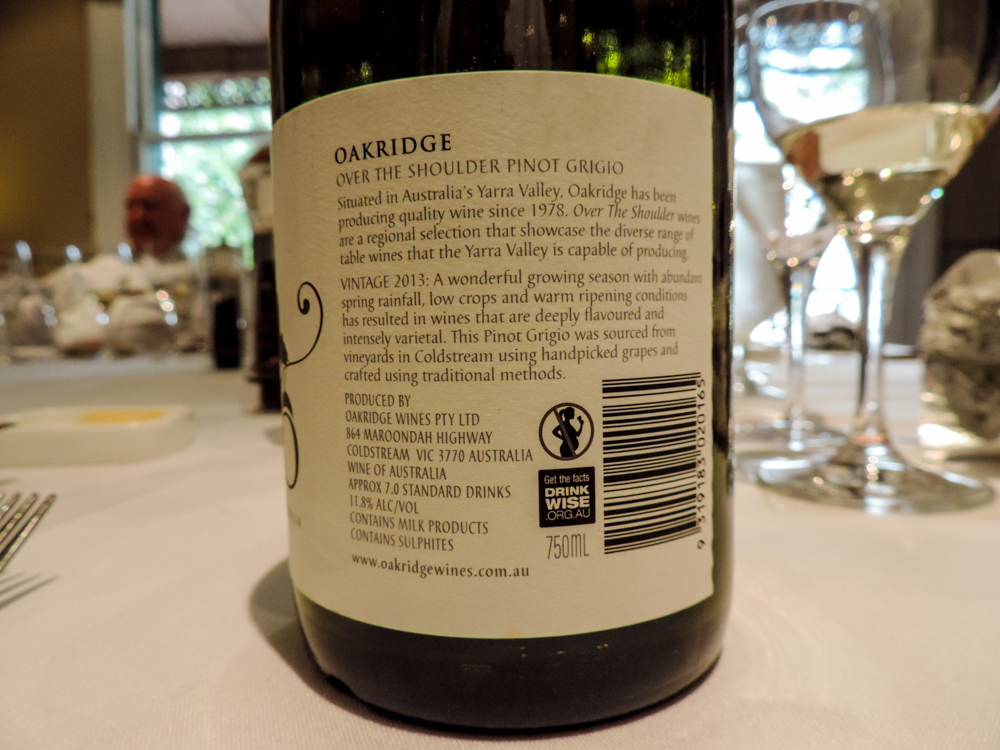 OAKRIDGE
OVER THE SHOULDER PINOT GRIGIO
Situated in Australia's Yarra Valley, Oakridge has been
producing quality wine since 1978. Over The Shoulder wines
are a regional selection that showcase the diverse range of
table wines that the Yarra Valley is capable of producing.
VINTAGE 2013: A wonderful growing season with abundant
spring rainfall, low crops and warm ripening conditions
has resulted in wines that are deeply flavoured and
intensely varietal. This Pinot Grigio was sourced from
vineyards in Coldstream using handpicked grapes and
crafted using traditional methods.
PRODUCED BY
OAKRIDGE WINES PTY LTD
864 MAROONDAH HIGHWAY
COLDSTREAM VIC 3770 AUSTRALIA
WINE OF AUSTRALIA
APPROX 7.0 STANDARD DRINKS
11.8% ALC/VOL
CONTAINS MILK PRODUCTS
CONTAINS SULPHITES
www.oakridgewines.com.au
Get the facts
DRINK
WISE
.ORG.AU
750ML
9 319183 020165